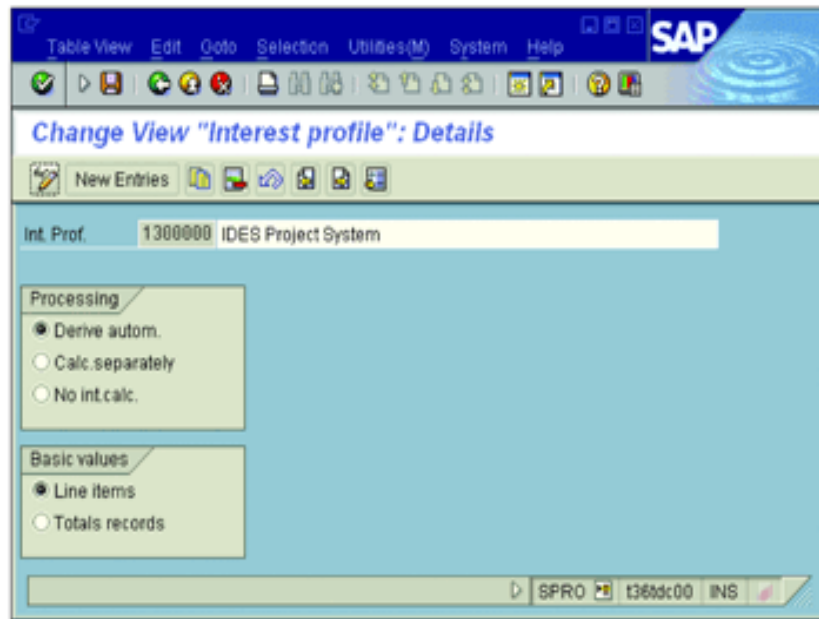 Table View Edit Goto Selection Utilities(M) System Help
SAP
Change View "Interest profile": Details
New Entries
Int. Prof. 1300000 IDES Project System
Processing
Derive autom.
Calc.separately
No int.calc.
Basic values
Line items
Totals records
SPRO t36tdc00 INS